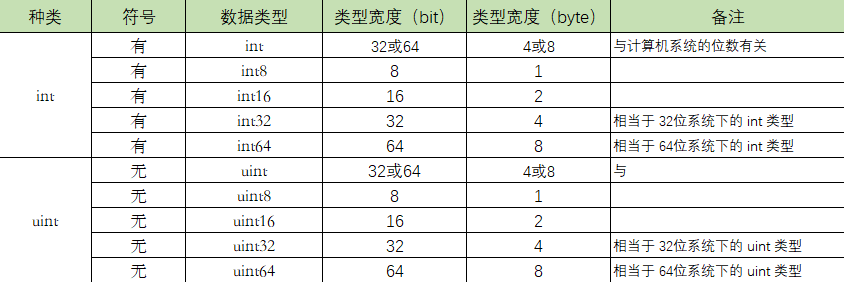 种类 符号 数据类型 类型宽度（bit） 类型宽度（byte） 备注
有 int 32或64 4或8 与计算机系统的位数有关
有 int8 8 1
int 有 int16 16 2
有 int32 32 4 相当于 32位系统下的 int 类型
有 int64 64 8 相当于 64位系统下的 int 类型
无 uint 32或64 4或8 与
无 uint8 8 1
uint 无 uint16 16 2
无 uint32 32 4 相当于 32位系统下的 uint 类型
无 uint64 64 8 相当于 64位系统下的 uint 类型